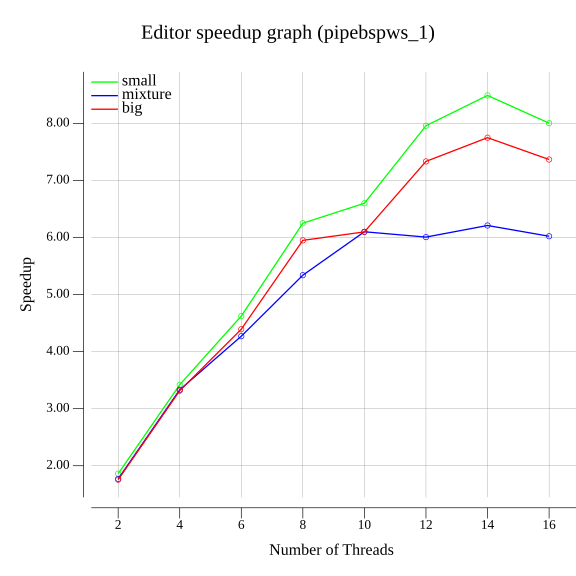 Editor speedup graph (pipebspws_1)
small
mixture
big
8.00
7.00
6.00
5.00
4.00
3.00
2.00
Speedup
2 4 6 8 10 12 14 16
Number of Threads